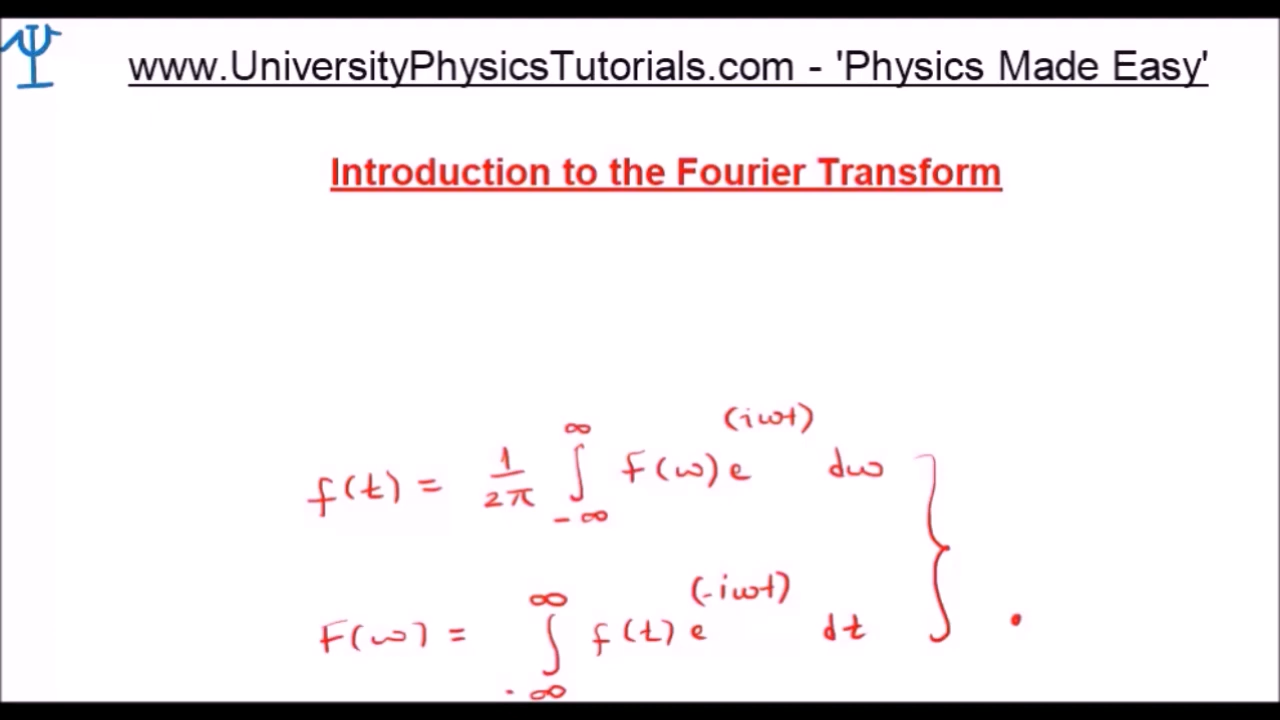 www.UniversityPhysicsTutorials.com - 'Physics Made Easy'
Introduction to the Fourier Transform
f(t) = 1/2π ∫_{-∞}^{∞} F(ω) e^{(iωt)} dω
F(ω) = ∫_{-∞}^{∞} f(t) e^{(-iωt)} dt